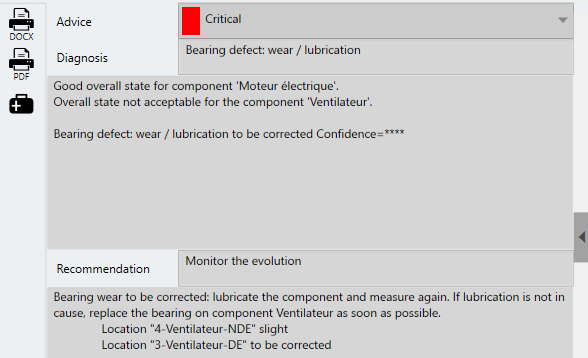 DOCX
PDF
Advice
Critical
Diagnosis
Bearing defect: wear / lubrication
Good overall state for component 'Moteur électrique'.
Overall state not acceptable for the component 'Ventilateur'.
Bearing defect: wear / lubrication to be corrected Confidence=****
Recommendation
Monitor the evolution
Bearing wear to be corrected: lubricate the component and measure again. If lubrication is not in
cause, replace the bearing on component Ventilateur as soon as possible.
Location "4-Ventilateur-NDE" slight
Location "3-Ventilateur-DE" to be corrected